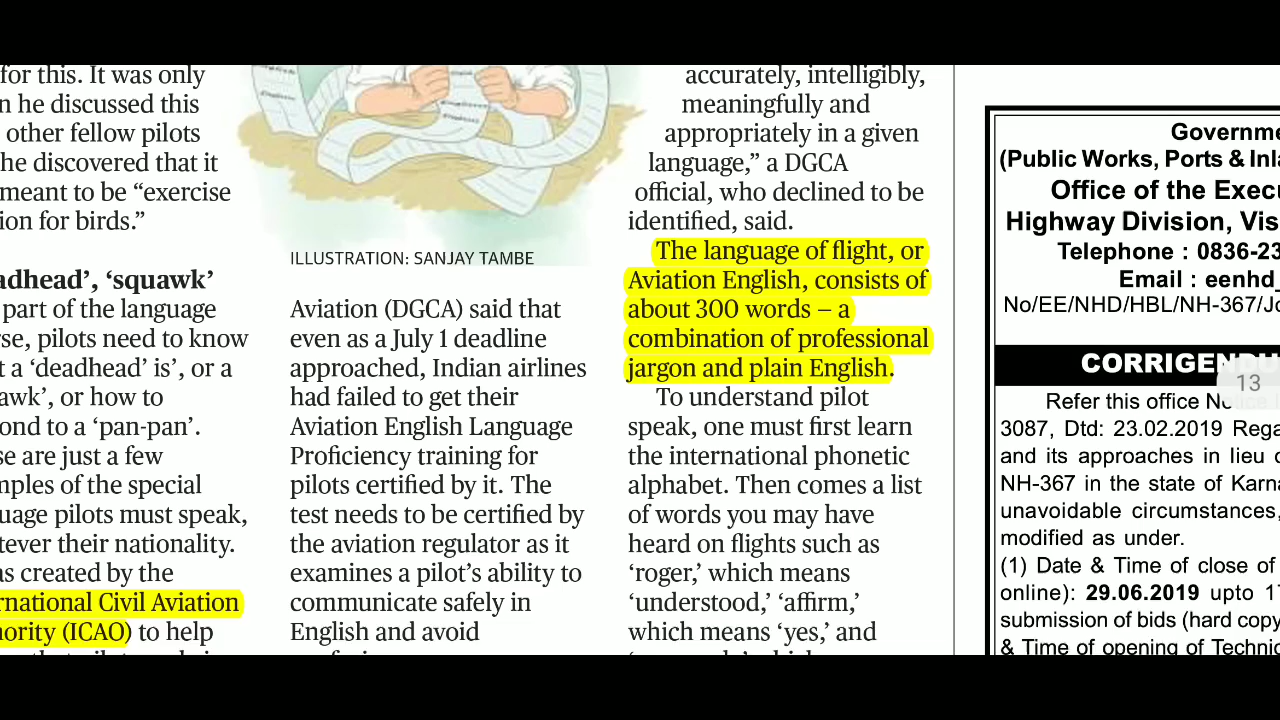 for this. It was only
he discussed this
other fellow pilots
he discovered that it
meant to be “exercise
ion for birds.”
‘squawk’
part of the language
pilots need to know
a ‘deadhead’ is’, or a
or how to
to a ‘pan-pan’.
are just a few
of the special
pilots must speak,
their nationality.
created by the
Civil Aviation
(ICAO) to help
ILLUSTRATION: SANJAY TAMBE
Aviation (DGCA) said that
even as a July 1 deadline
approached, Indian airlines
had failed to get their
Aviation English Language
Proficiency training for
pilots certified by it. The
test needs to be certified by
the aviation regulator as it
examines a pilot’s ability to
communicate safely in
English and avoid
accurately, intelligibly,
meaningfully and
appropriately in a given
language,” a DGCA
official, who declined to be
identified, said.
The language of flight, or
Aviation English, consists of
about 300 words – a
combination of professional
jargon and plain English.
To understand pilot
speak, one must first learn
the international phonetic
alphabet. Then comes a list
of words you may have
heard on flights such as
‘roger,’ which means
‘understood,’ ‘affirm,’
which means ‘yes,’ and
Governme
(Public Works, Ports & Inla
Office of the Execu
Highway Division, Vis
Telephone : 0836-23
Email : eenhd_
No/EE/NHD/HBL/NH-367/Jo
CORRIGENDU
13
Refer this office
3087, Dtd: 23.02.2019 Rega
and its approaches in lieu
NH-367 in the state of Karna
unavoidable circumstances,
modified as under.
(1) Date & Time of close of
online): 29.06.2019 upto 17
submission of bids (hard copy
& Time of opening of Technic